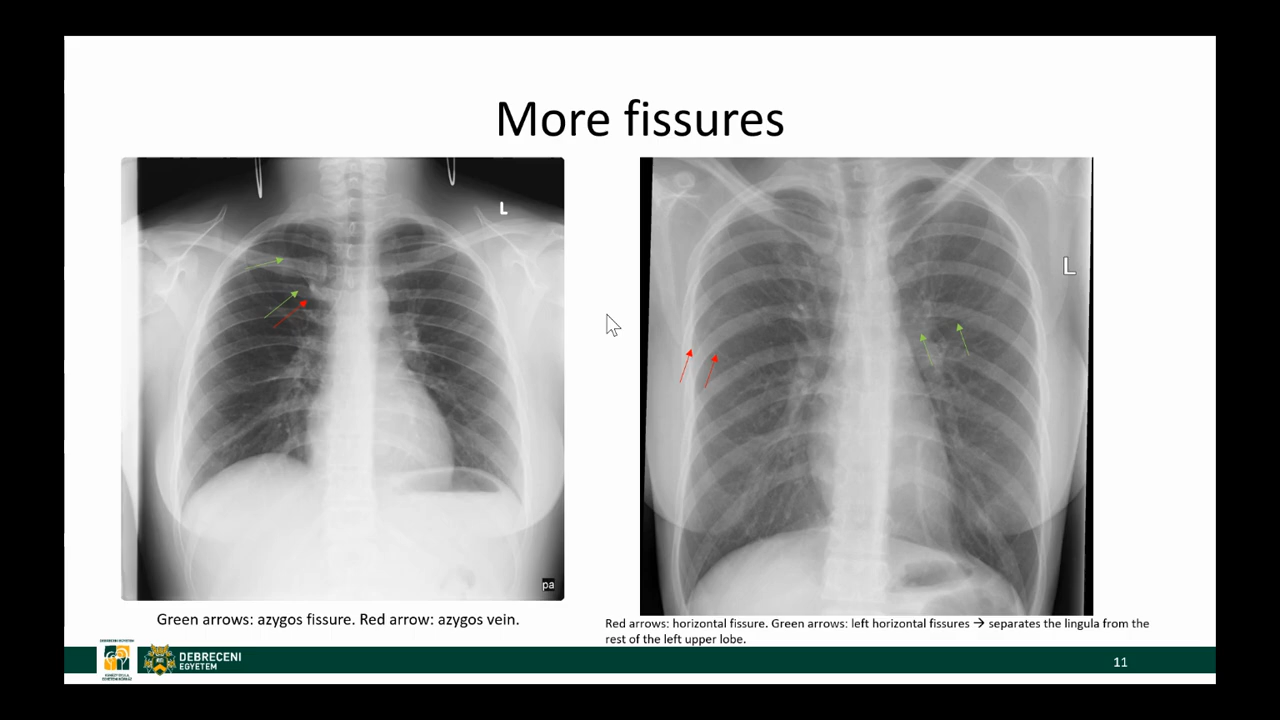 More fissures
L
L
pa
Green arrows: azygos fissure. Red arrow: azygos vein.
Red arrows: horizontal fissure. Green arrows: left horizontal fissures → separates the lingula from the
rest of the left upper lobe.
DEBRECENI
EGYETEM
11